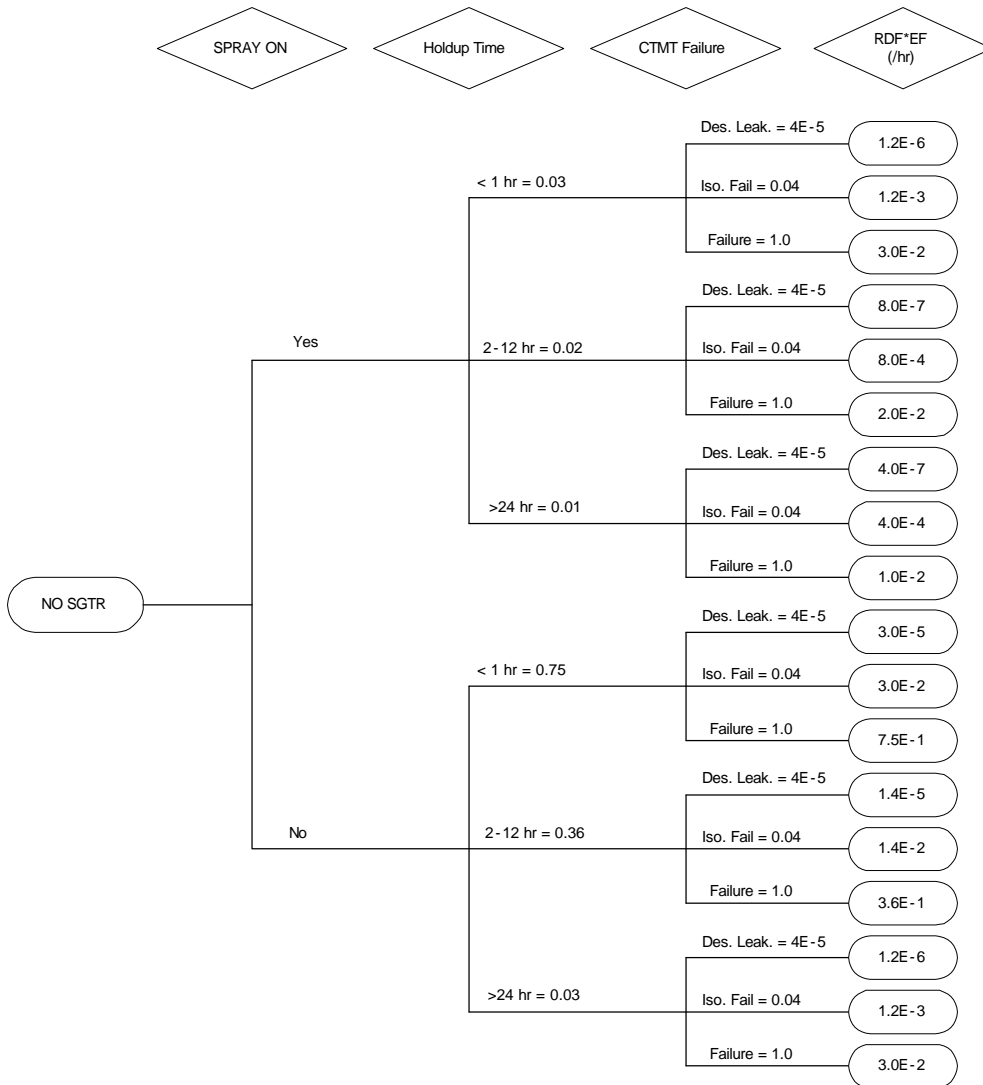 SPRAY ON
Holdup Time
CTMT Failure
RDF*EF
(/hr)
Des. Leak. = 4E-5
1.2E-6
< 1 hr = 0.03
Iso. Fail = 0.04
1.2E-3
Failure = 1.0
3.0E-2
Des. Leak. = 4E-5
8.0E-7
Yes
2-12 hr = 0.02
Iso. Fail = 0.04
8.0E-4
Failure = 1.0
2.0E-2
Des. Leak. = 4E-5
4.0E-7
>24 hr = 0.01
Iso. Fail = 0.04
4.0E-4
Failure = 1.0
1.0E-2
NO SGTR
Des. Leak. = 4E-5
3.0E-5
< 1 hr = 0.75
Iso. Fail = 0.04
3.0E-2
Failure = 1.0
7.5E-1
Des. Leak. = 4E-5
1.4E-5
No
2-12 hr = 0.36
Iso. Fail = 0.04
1.4E-2
Failure = 1.0
3.6E-1
Des. Leak. = 4E-5
1.2E-6
>24 hr = 0.03
Iso. Fail = 0.04
1.2E-3
Failure = 1.0
3.0E-2